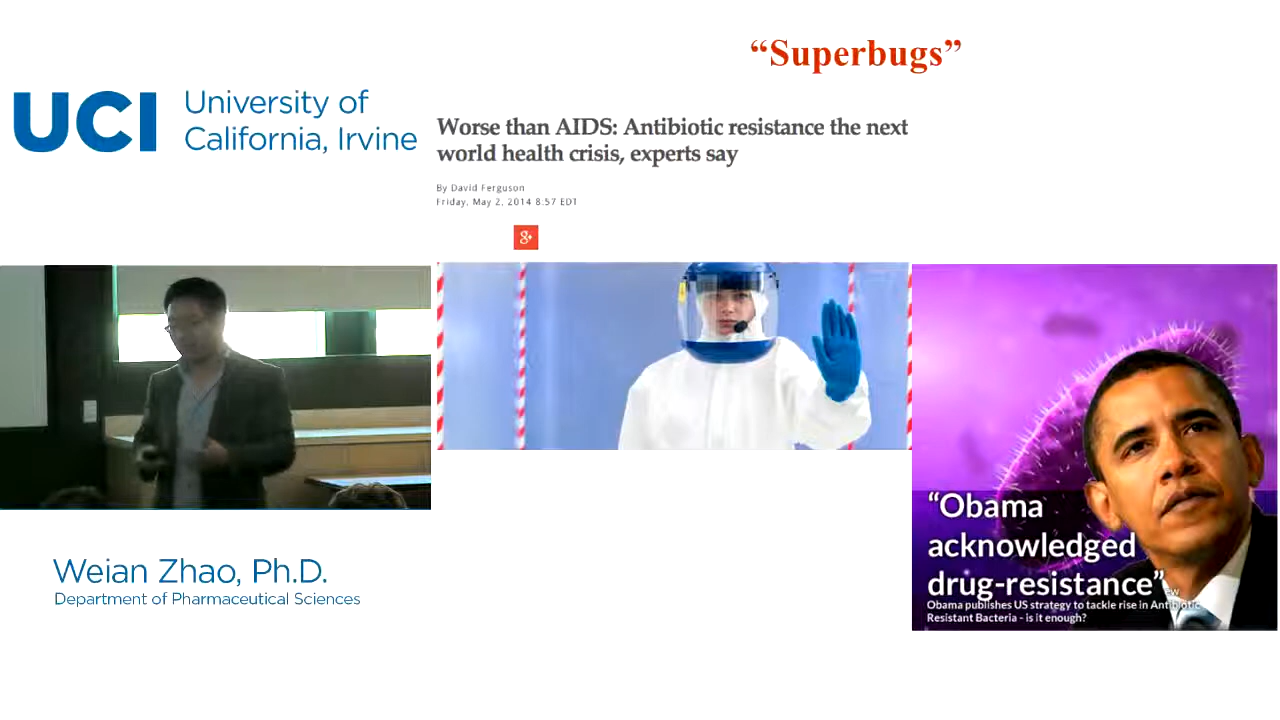 “Superbugs”
UCI University of
California, Irvine
Worse than AIDS: Antibiotic resistance the next
world health crisis, experts say
By David Ferguson
Friday, May 2, 2014 8:57 EDT
g+
“Obama
acknowledged
drug-resistance”
Obama publishes US strategy to tackle rise in Antibiotic
Resistant Bacteria - is it enough?
Weian Zhao, Ph.D.
Department of Pharmaceutical Sciences